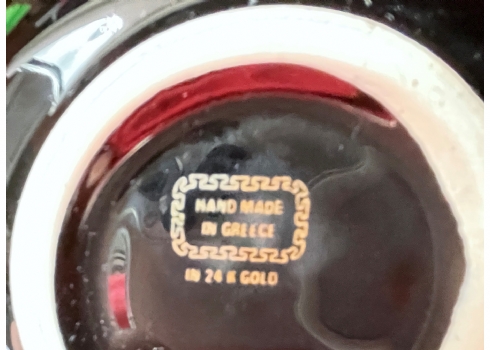 HAND MADE
IN GREECE
IN 24 K GOLD